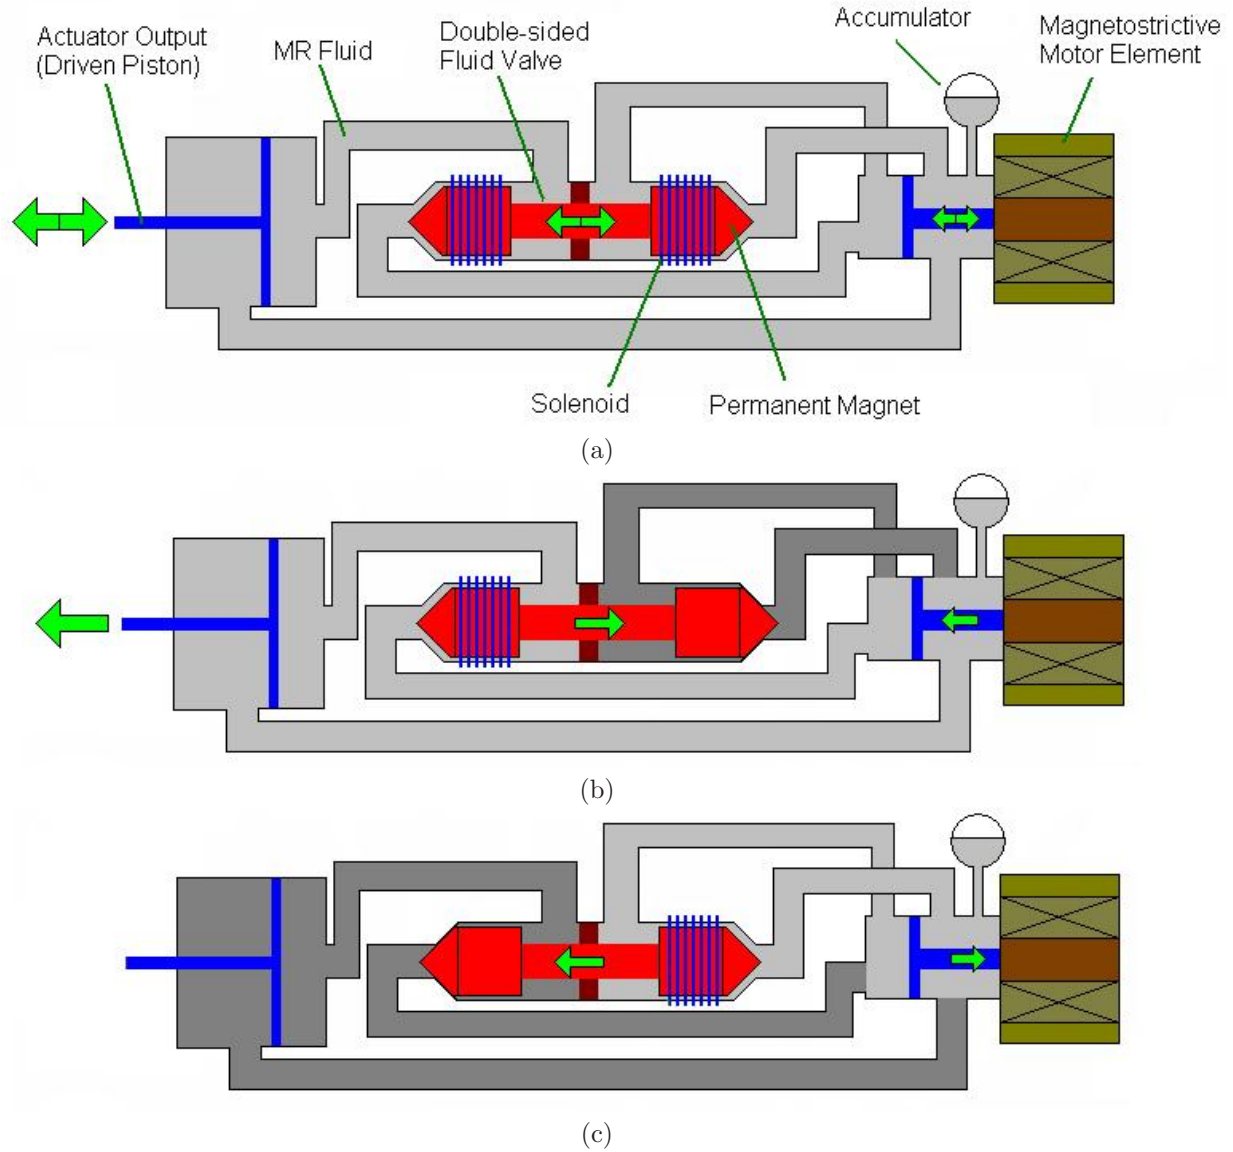 Actuator Output
(Driven Piston)
MR Fluid
Double-sided
Fluid Valve
Accumulator
Magnetostrictive
Motor Element
Solenoid
Permanent Magnet
(a)
(b)
(c)